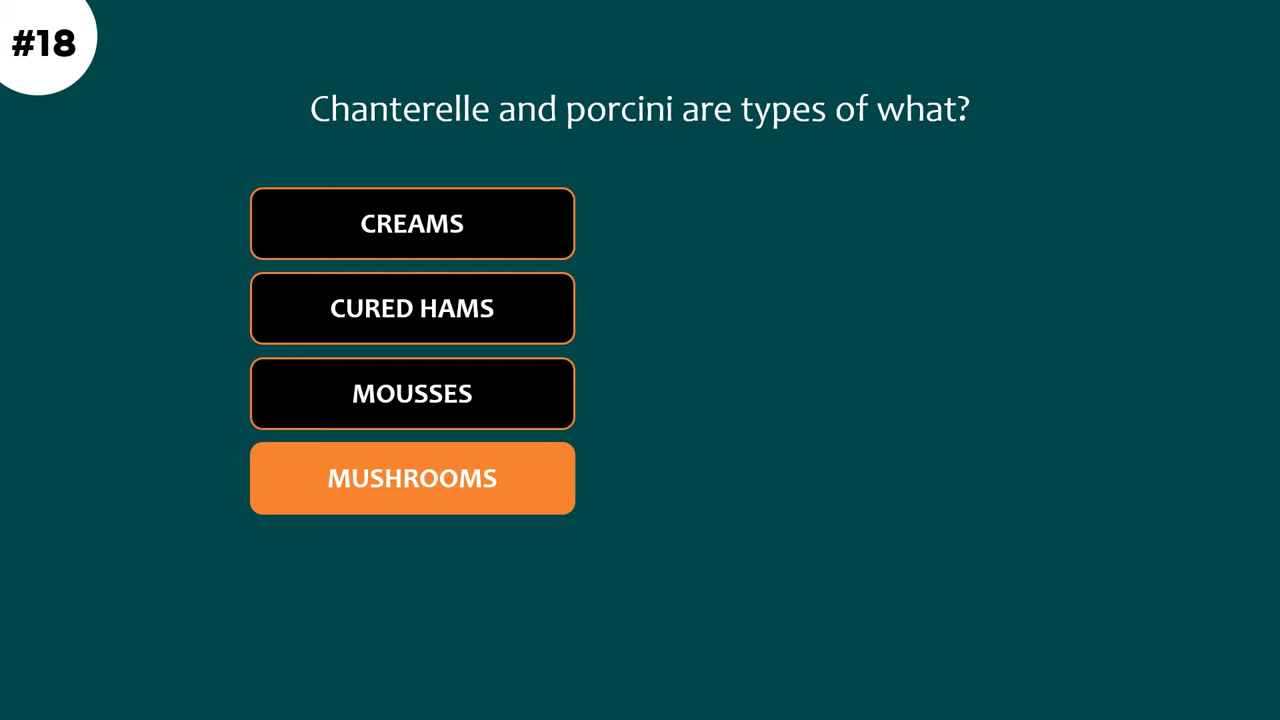 #18
Chanterelle and porcini are types of what?
CREAMS
CURED HAMS
MOUSSES
MUSHROOMS